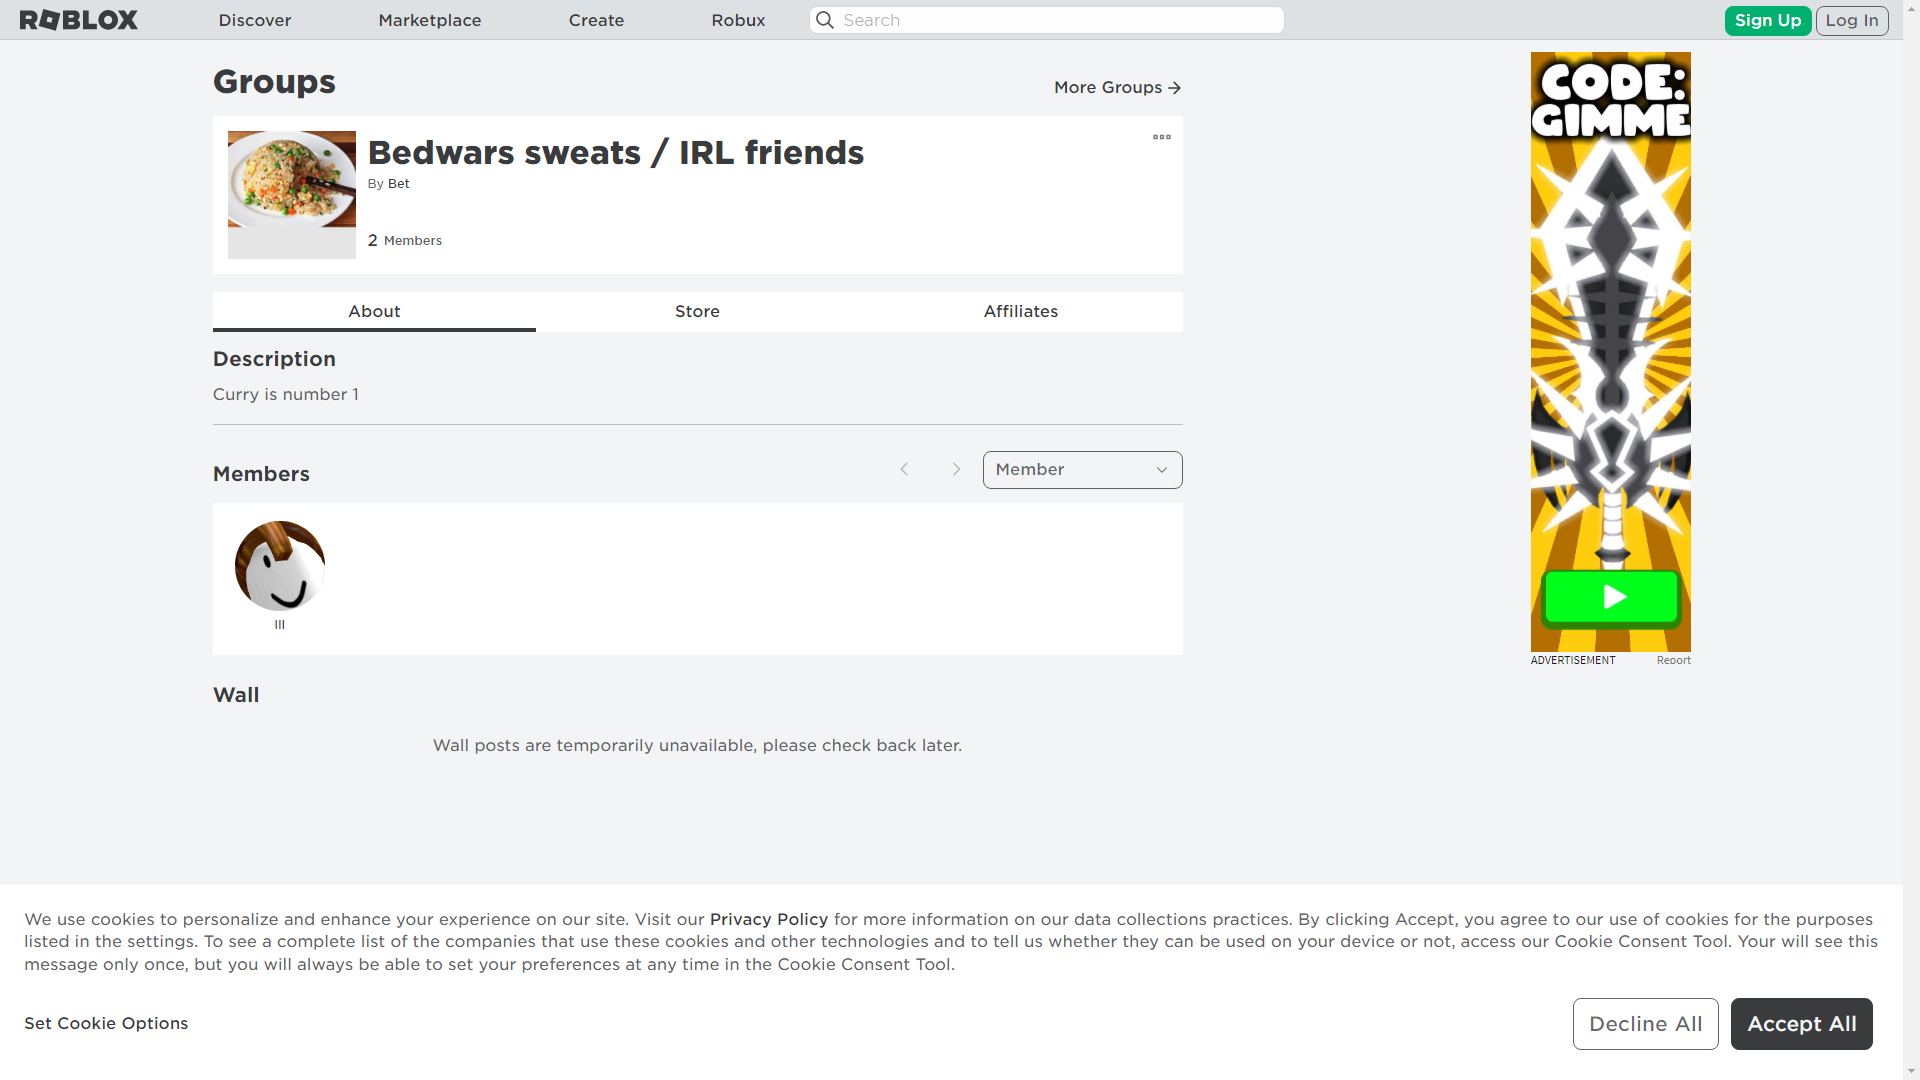 ROBLOX
Discover
Marketplace
Create
Robux
Search
Sign Up
Log In
Groups
More Groups
Bedwars sweats / IRL friends
By Bet
2 Members
About
Store
Affiliates
Description
Curry is number 1
Members
Member
III
Wall
Wall posts are temporarily unavailable, please check back later.
CODE:
GIMME
ADVERTISEMENT
Report
We use cookies to personalize and enhance your experience on our site. Visit our Privacy Policy for more information on our data collections practices. By clicking Accept, you agree to our use of cookies for the purposes
listed in the settings. To see a complete list of the companies that use these cookies and other technologies and to tell us whether they can be used on your device or not, access our Cookie Consent Tool. Your will see this
message only once, but you will always be able to set your preferences at any time in the Cookie Consent Tool.
Set Cookie Options
Decline All
Accept All